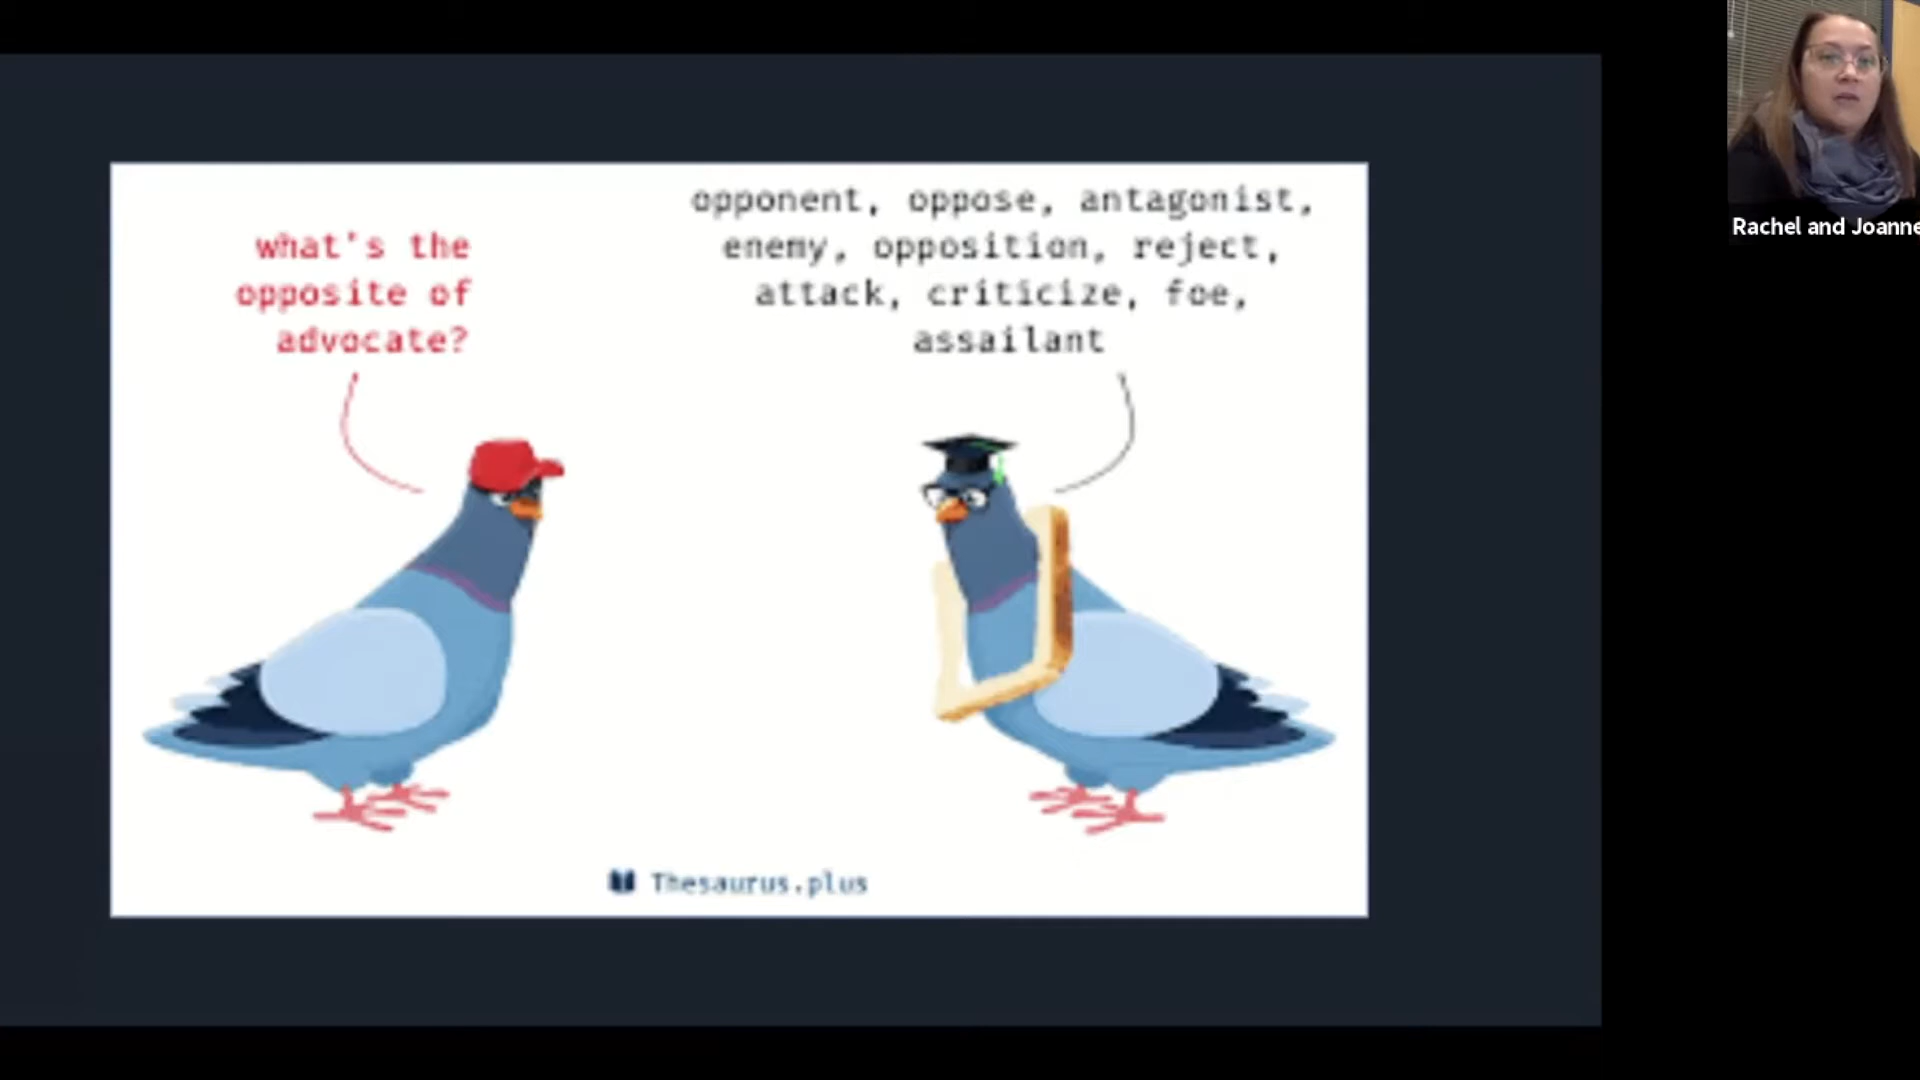 what's the
opposite of
advocate?
opponent, oppose, antagonist,
enemy, opposition, reject,
attack, criticize, foe,
assailant
Thesaurus.plus
Rachel and Joanne